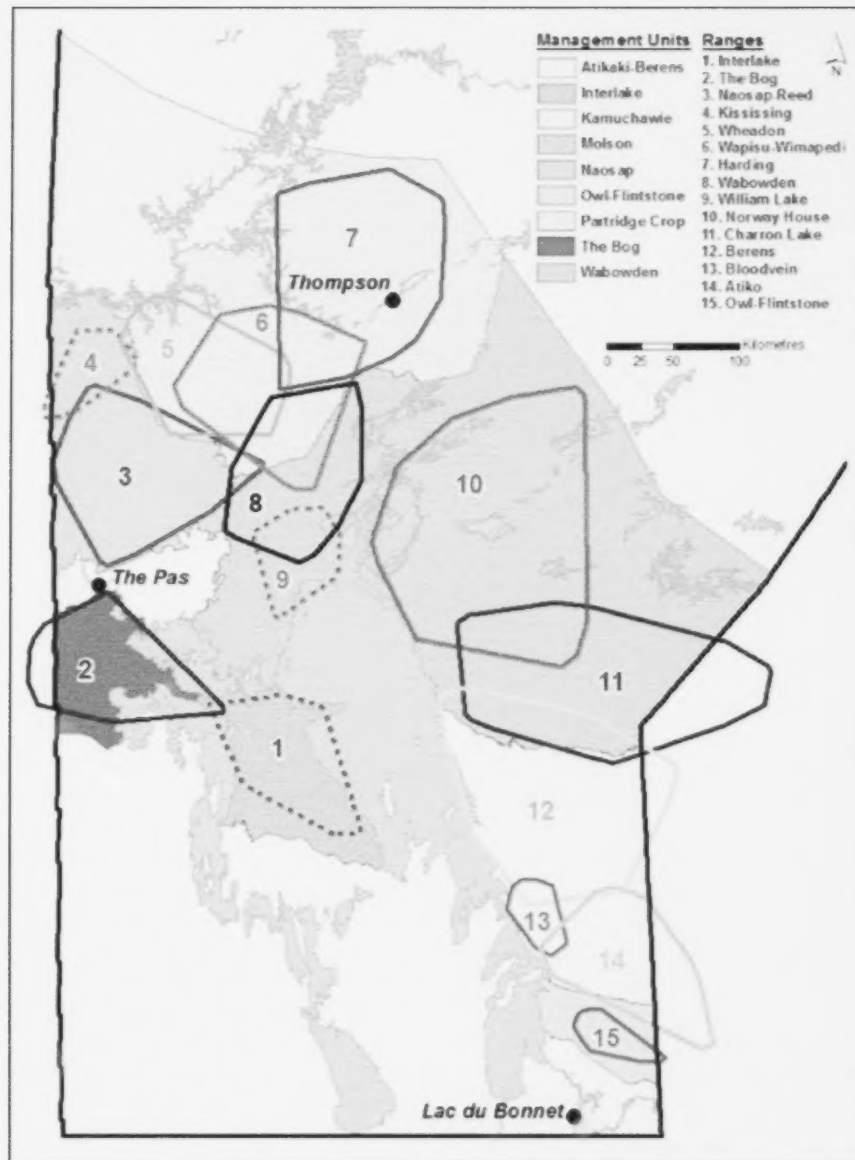 Management Units
Atikaki-Berens
Interlake
Kamuchawie
Molson
Naosap
Owl-Flintstone
Partridge Crop
The Bog
Wabowden
Ranges
1. Interlake
2. The Bog
3. Naosap-Reed
4. Kississing
5. Wheadon
6. Wapisu-Wimapedi
7. Harding
8. Wabowden
9. William Lake
10. Norway House
11. Charron Lake
12. Berens
13. Bloodvein
14. Atiko
15. Owl-Flintstone
N
Kilometres
0 25 50 100
7
Thompson
6
5
4
3
8
10
9
The Pas
2
11
1
12
13
14
15
Lac du Bonnet